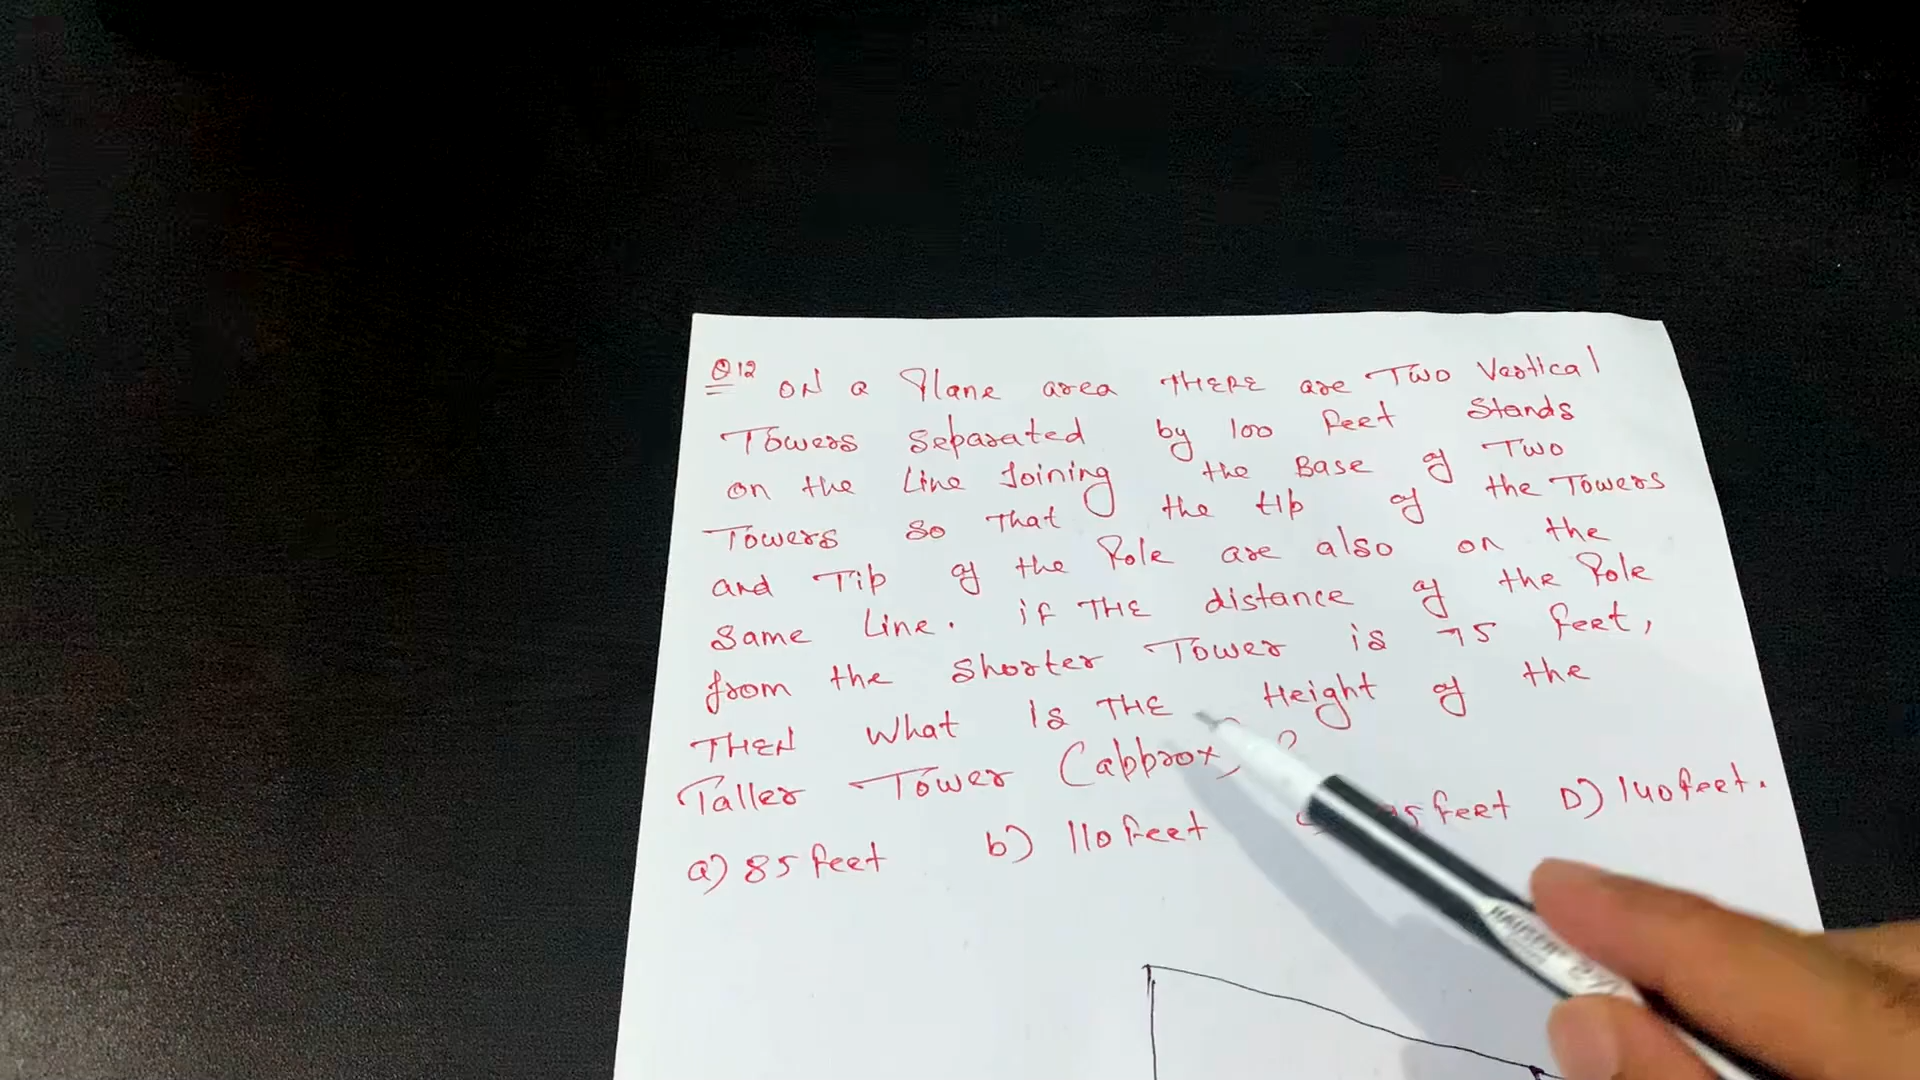 Q12 ON a Plane area THERE are TWO Vertical
Towers separated by 100 feet Stands
on the Line Joining the Base of Two
Towers so That the tip of the Towers
and Tip of the Pole are also on the
same Line. if THE distance of the Pole
from the shorter Tower is 75 feet,
THEN What Is THE Height of the
Taller Tower (approx) ?
a) 85 feet b) 110 feet feet D) 140 feet.